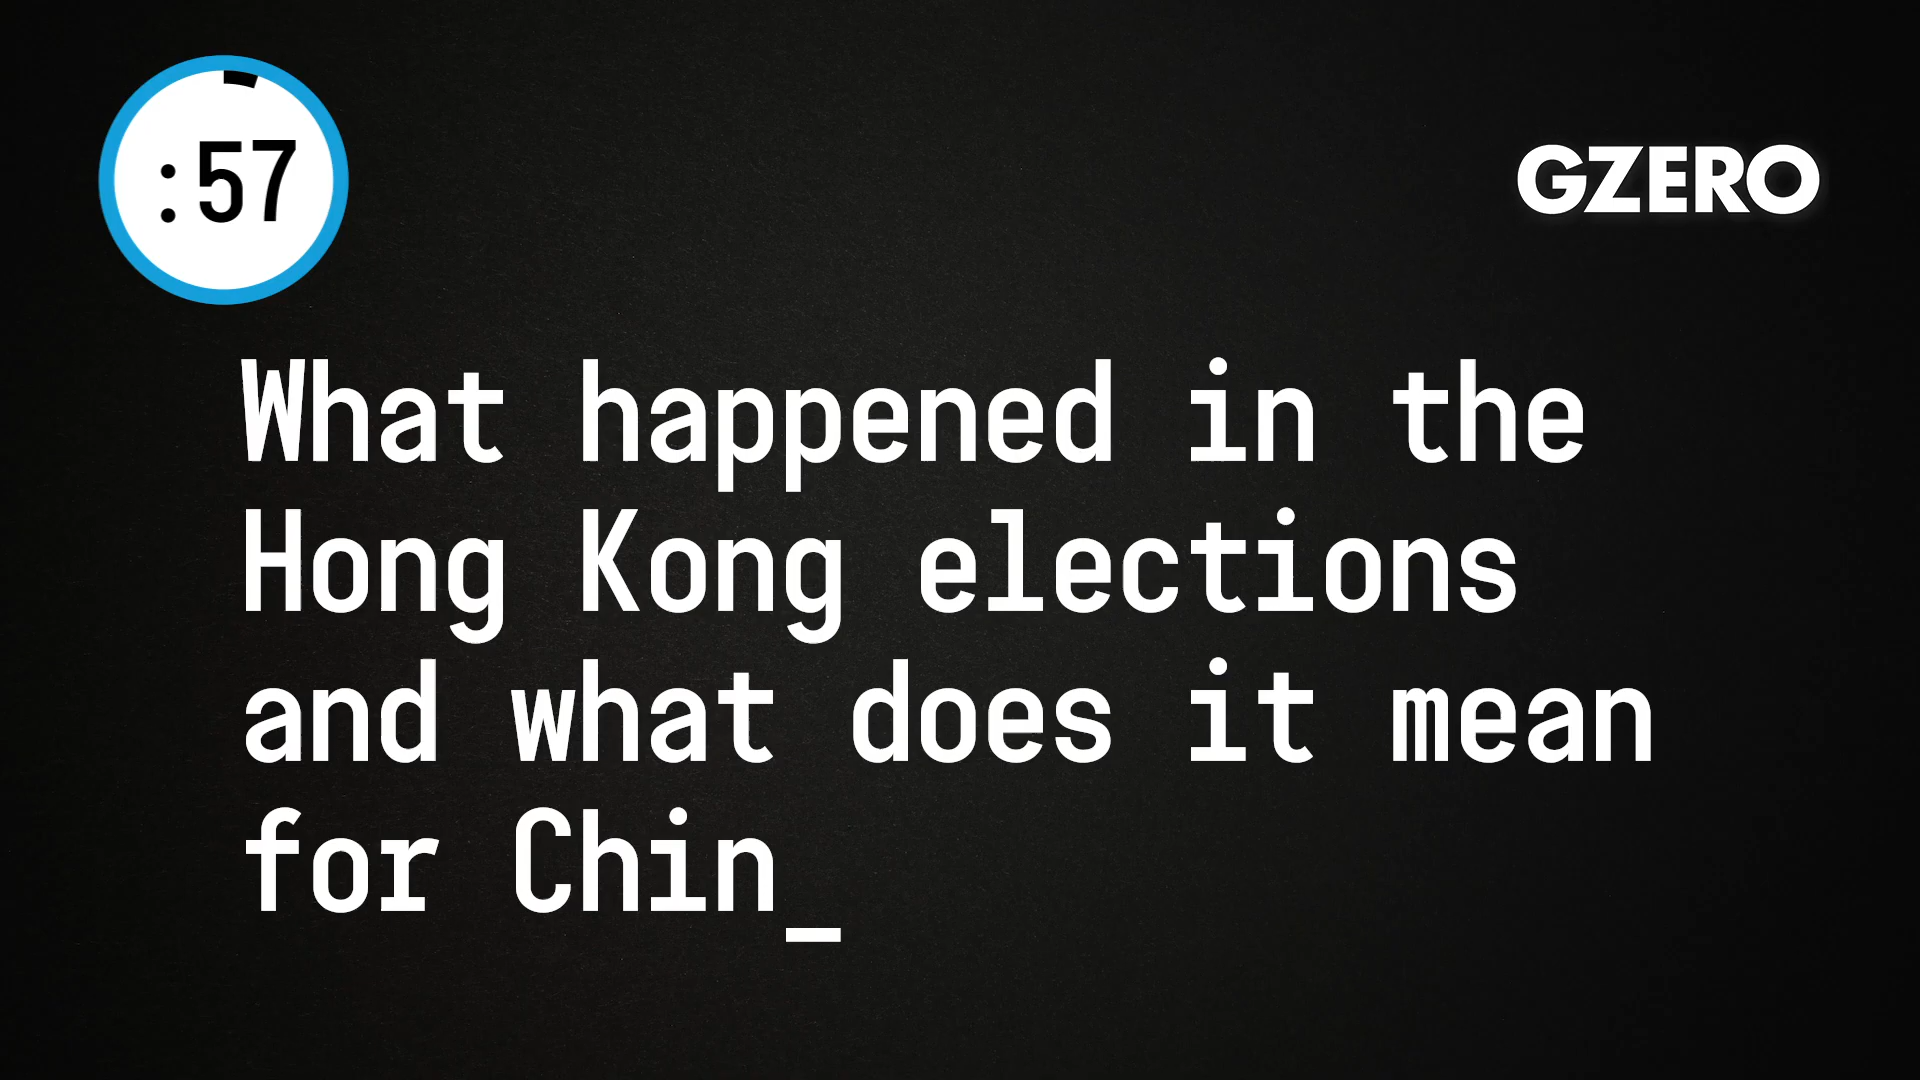 :57
GZERO
What happened in the
Hong Kong elections
and what does it mean
for Chin_